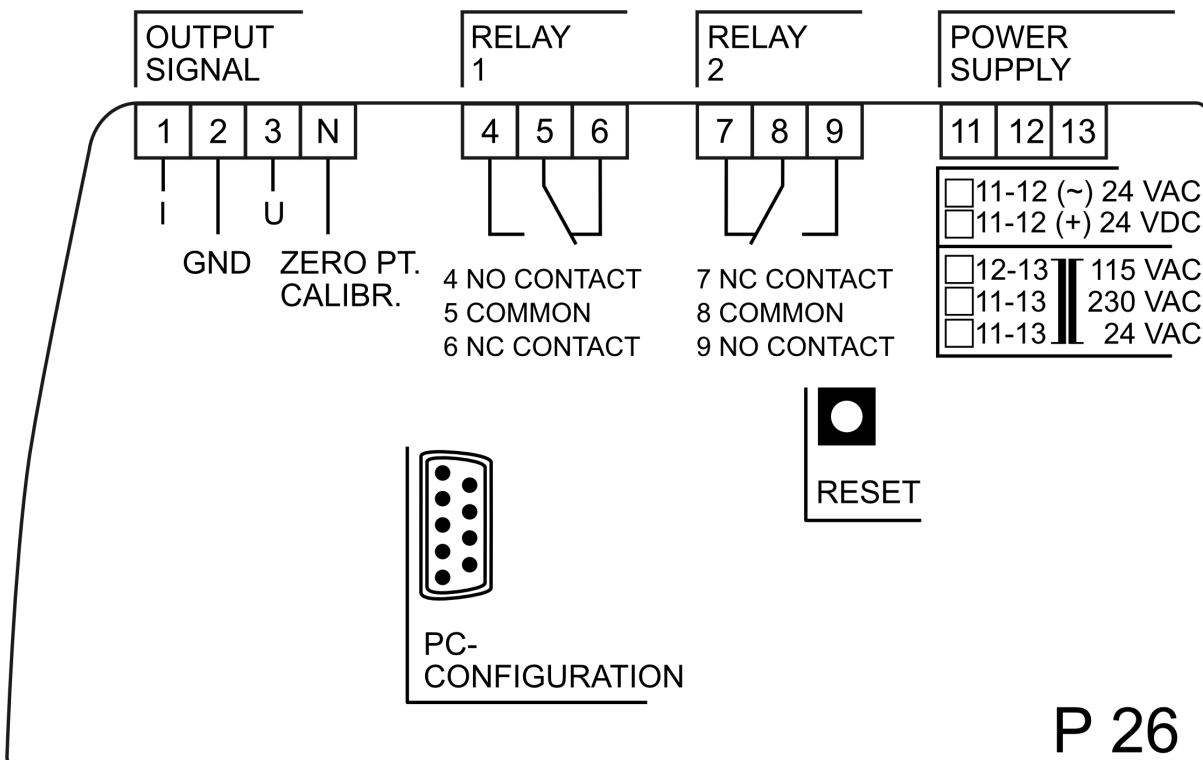 OUTPUT
SIGNAL
RELAY
1
RELAY
2
POWER
SUPPLY
1 2 3 N
4 5 6
7 8 9
11 12 13
I
U
GND
ZERO PT.
CALIBR.
4 NO CONTACT
5 COMMON
6 NC CONTACT
7 NC CONTACT
8 COMMON
9 NO CONTACT
11-12 (~) 24 VAC
11-12 (+) 24 VDC
12-13 115 VAC
11-13 230 VAC
11-13 24 VAC
RESET
PC-
CONFIGURATION
P 26